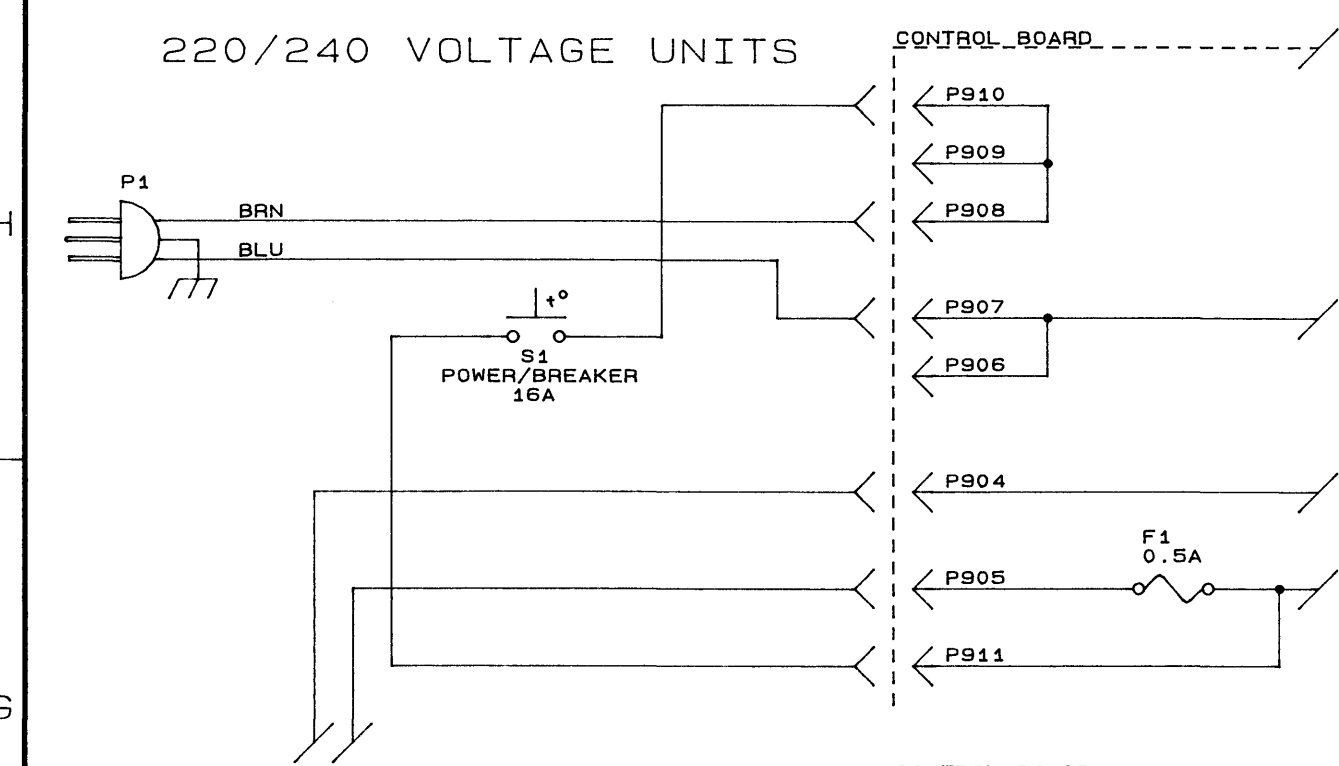 220/240 VOLTAGE UNITS
CONTROL BOARD
P910
P909
P1
BRN
P908
BLU
P907
t°
S1
POWER/BREAKER
16A
P906
P904
F1
0.5A
P905
P911
H
G